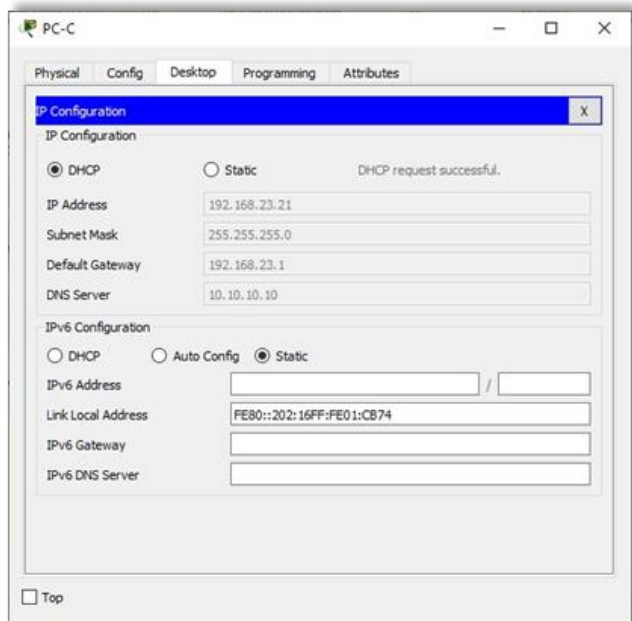 PC-C
Physical Config Desktop Programming Attributes
IP Configuration X
IP Configuration
DHCP Static DHCP request successful.
IP Address 192.168.23.21
Subnet Mask 255.255.255.0
Default Gateway 192.168.23.1
DNS Server 10.10.10.10
IPv6 Configuration
DHCP Auto Config Static
IPv6 Address /
Link Local Address FE80::202:16FF:FE01:CB74
IPv6 Gateway
IPv6 DNS Server
Top